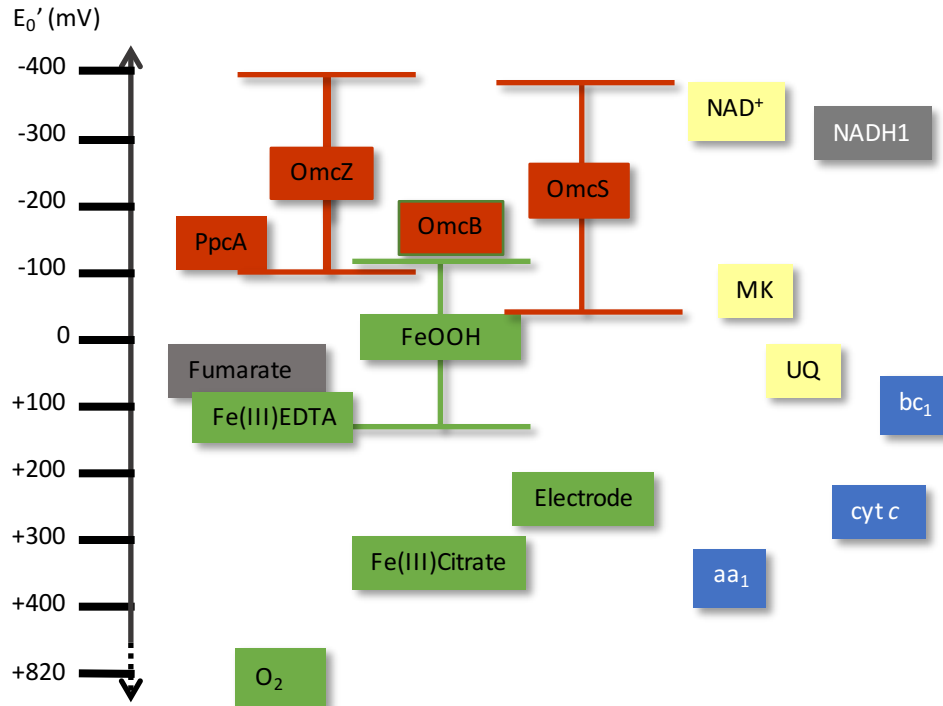 E₀’ (mV)
-400
-300
-200
-100
0
+100
+200
+300
+400
+820
NAD⁺
NADH1
OmcZ
OmcS
OmcB
PpcA
MK
FeOOH
Fumarate
UQ
bc₁
Fe(III)EDTA
Electrode
cyt c
Fe(III)Citrate
aa₁
O₂